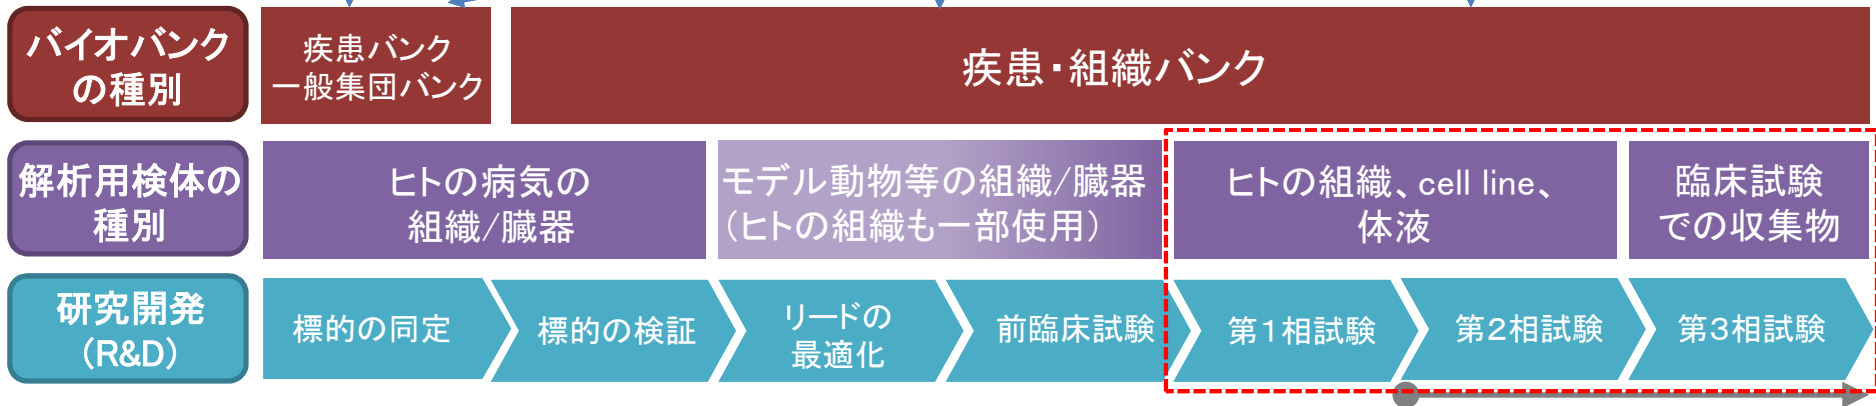 バイオバンク
の種別
疾患バンク
一般集団バンク
疾患・組織バンク
解析用検体の
種別
ヒトの病気の
組織/臓器
モデル動物等の組織/臓器
（ヒトの組織も一部使用）
ヒトの組織、cell line、
体液
臨床試験
での収集物
研究開発
（R&D）
標的の同定
標的の検証
リードの
最適化
前臨床試験
第１相試験
第２相試験
第３相試験